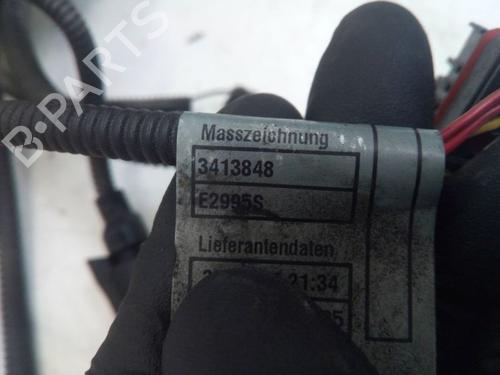 B-PARTS
Masszeichnung
3413848
E2995S
Lieferantendaten
21:34